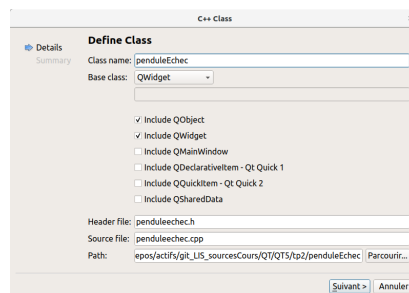 C++ Class
Details
Summary
Define Class
Class name: penduleEchec
Base class: QWidget
Include QObject
Include QWidget
Include QMainWindow
Include QDeclarativeItem - Qt Quick 1
Include QQuickItem - Qt Quick 2
Include QSharedData
Header file: penduleechec.h
Source file: penduleechec.cpp
Path: epos/actifs/git_LIS_sourcesCours/QT/QT5/tp2/penduleEchec Parcourir...
Suivant > Annuler